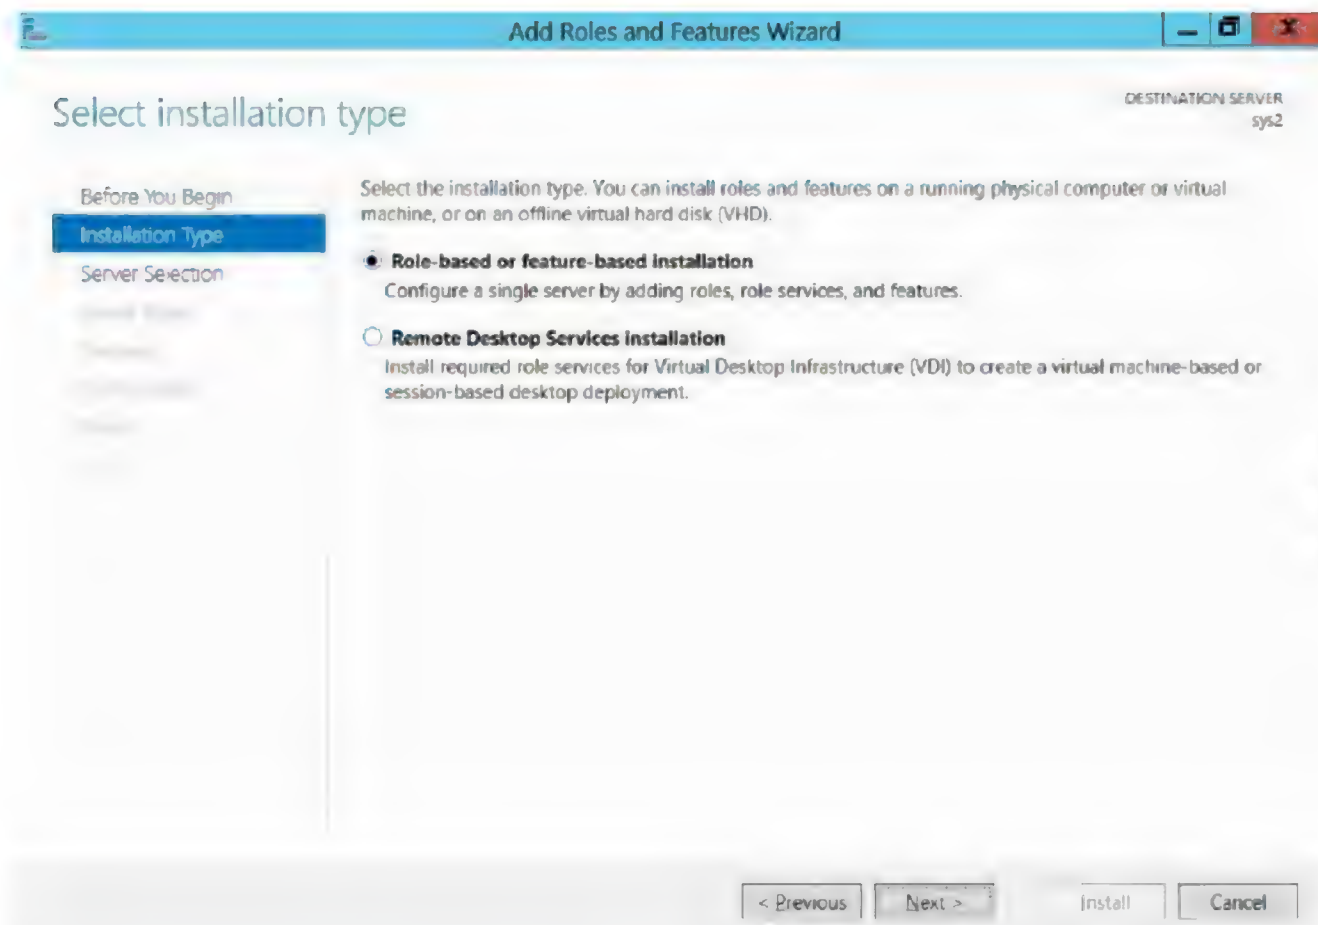 Add Roles and Features Wizard
Select installation type
DESTINATION SERVER
sys2
Before You Begin
Installation Type
Server Selection
Select the installation type. You can install roles and features on a running physical computer or virtual
machine, or on an offline virtual hard disk (VHD).
Role-based or feature-based installation
Configure a single server by adding roles, role services, and features.
Remote Desktop Services installation
Install required role services for Virtual Desktop Infrastructure (VDI) to create a virtual machine-based or
session-based desktop deployment.
< Previous
Next >
Install
Cancel